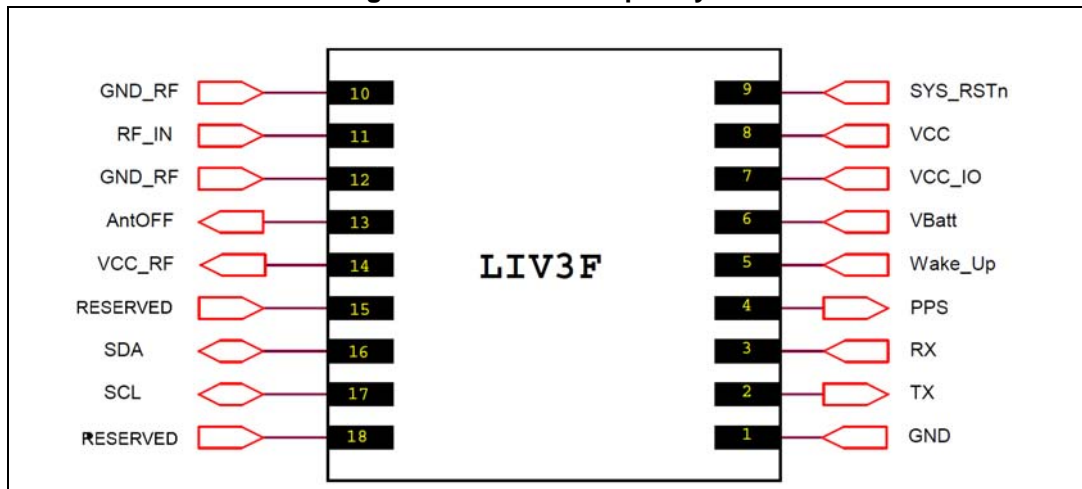 GND_RF 10 9 SYS_RSTn
RF_IN 11 8 VCC
GND_RF 12 7 VCC_IO
AntOFF 13 6 VBatt
VCC_RF 14 LIV3F 5 Wake_Up
RESERVED 15 4 PPS
SDA 16 3 RX
SCL 17 2 TX
RESERVED 18 1 GND